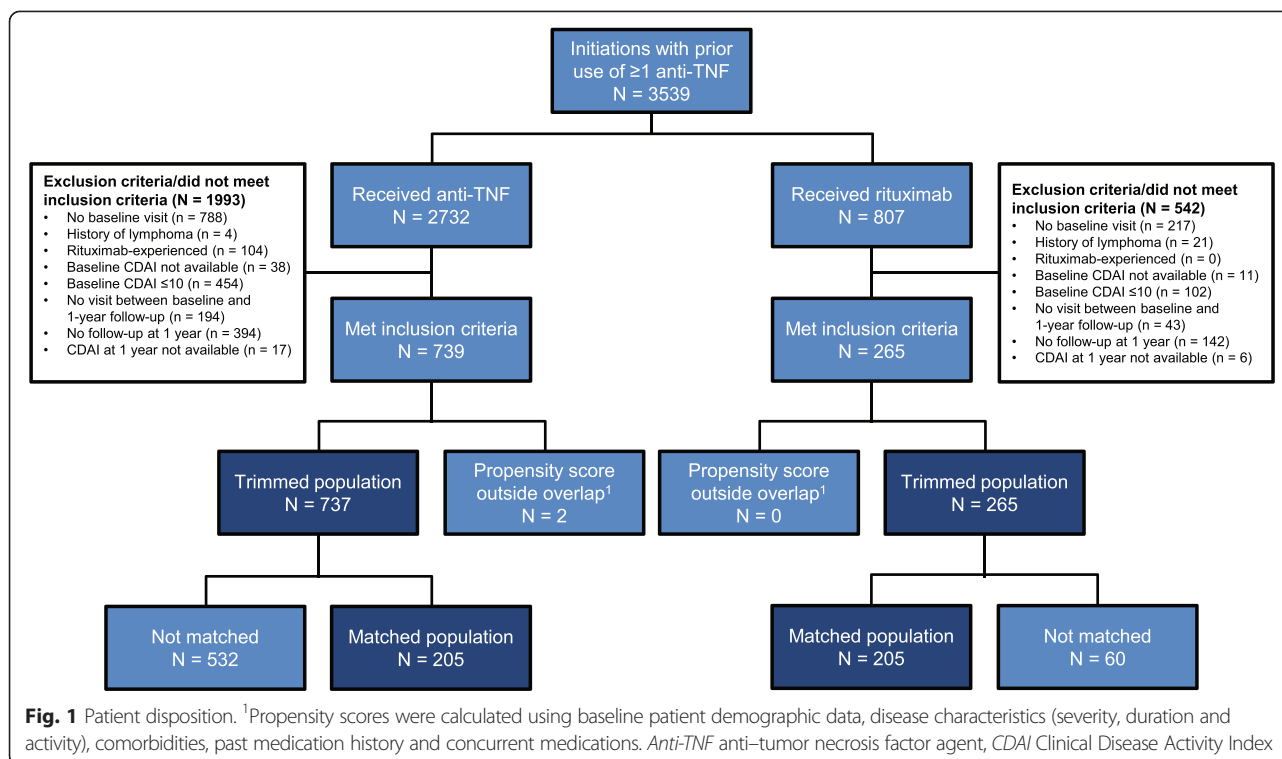 Initiations with prior
use of ≥1 anti-TNF
N = 3539
Exclusion criteria/did not meet
inclusion criteria (N = 1993)
• No baseline visit (n = 788)
• History of lymphoma (n = 4)
• Rituximab-experienced (n = 104)
• Baseline CDAI not available (n = 38)
• Baseline CDAI ≤10 (n = 454)
• No visit between baseline and
1-year follow-up (n = 194)
• No follow-up at 1 year (n = 394)
• CDAI at 1 year not available (n = 17)
Received anti-TNF
N = 2732
Received rituximab
N = 807
Exclusion criteria/did not meet
inclusion criteria (N = 542)
• No baseline visit (n = 217)
• History of lymphoma (n = 21)
• Rituximab-experienced (n = 0)
• Baseline CDAI not available (n = 11)
• Baseline CDAI ≤10 (n = 102)
• No visit between baseline and
1-year follow-up (n = 43)
• No follow-up at 1 year (n = 142)
• CDAI at 1 year not available (n = 6)
Met inclusion criteria
N = 739
Met inclusion criteria
N = 265
Trimmed population
N = 737
Propensity score
outside overlap¹
N = 2
Propensity score
outside overlap¹
N = 0
Trimmed population
N = 265
Not matched
N = 532
Matched population
N = 205
Matched population
N = 205
Not matched
N = 60
Fig. 1 Patient disposition. ¹Propensity scores were calculated using baseline patient demographic data, disease characteristics (severity, duration and
activity), comorbidities, past medication history and concurrent medications. Anti-TNF anti–tumor necrosis factor agent, CDAI Clinical Disease Activity Index